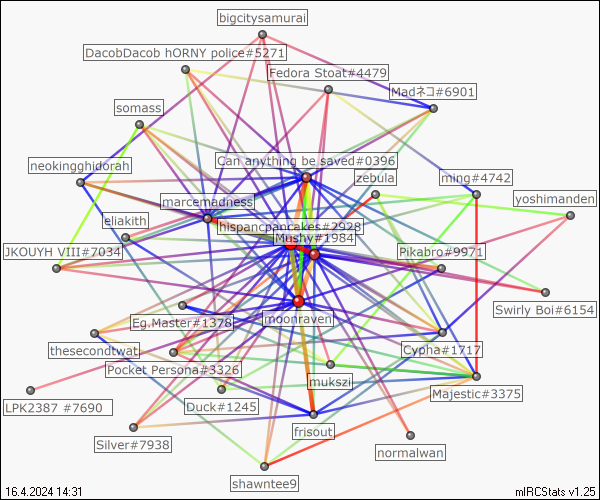 bigcitysamurai
DacobDacob hORNY police#5271
Fedora Stoat#4479
Madネコ#6901
somass
Can anything be saved#0396
neokingghidorah
zebula
ming#4742
marcemadness
yoshimanden
eliakith
hispancpancakes#2928
Mushy#1984
JKOUYH VIII#7034
Pikabro#9971
Swirly Boi#6154
Eg.Master#1378
moonraven
thesecondtwat
Cypha#1717
Pocket Persona#3326
mukszi
Majestic#3375
LPK2387 #7690
Duck#1245
frisout
Silver#7938
normalwan
shawntee9
16.4.2024 14:31
mIRCStats v1.25